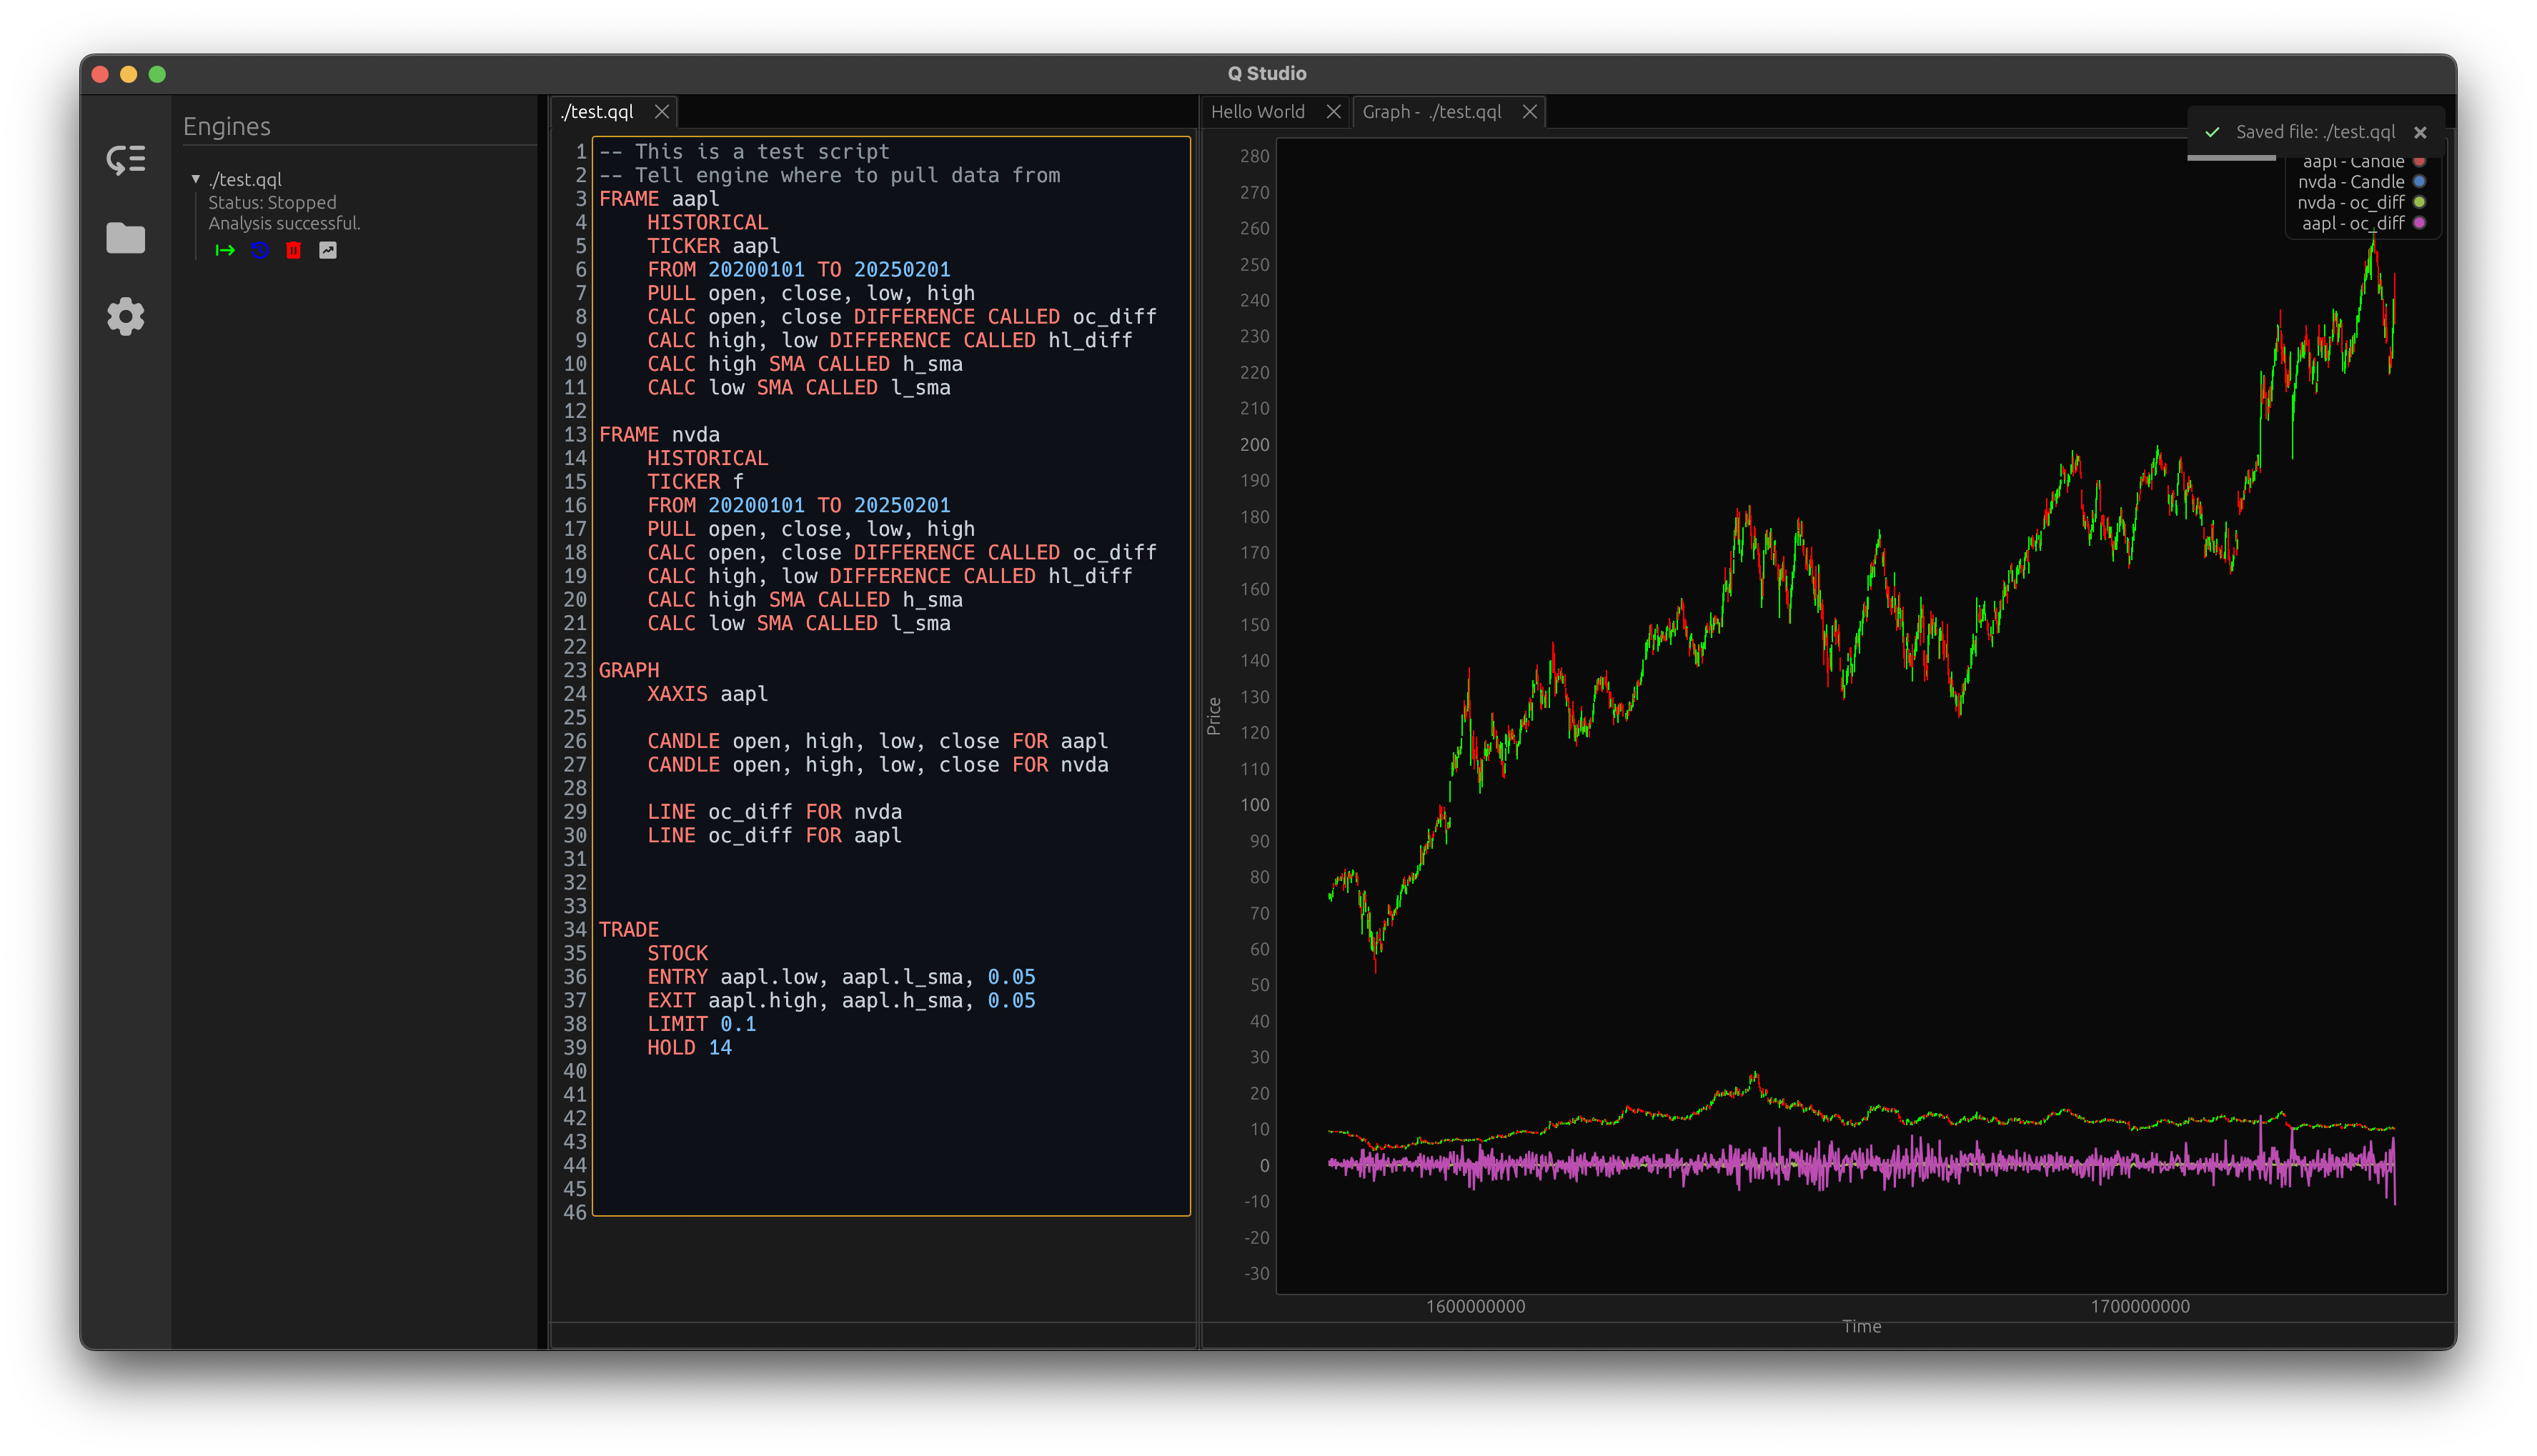 Q Studio
Engines
./test.qql
Status: Stopped
Analysis successful.
./test.qql
1 -- This is a test script
2 -- Tell engine where to pull data from
3 FRAME aapl
4 HISTORICAL
5 TICKER aapl
6 FROM 20200101 TO 20250201
7 PULL open, close, low, high
8 CALC open, close DIFFERENCE CALLED oc_diff
9 CALC high, low DIFFERENCE CALLED hl_diff
10 CALC high SMA CALLED h_sma
11 CALC low SMA CALLED l_sma
12
13 FRAME nvda
14 HISTORICAL
15 TICKER f
16 FROM 20200101 TO 20250201
17 PULL open, close, low, high
18 CALC open, close DIFFERENCE CALLED oc_diff
19 CALC high, low DIFFERENCE CALLED hl_diff
20 CALC high SMA CALLED h_sma
21 CALC low SMA CALLED l_sma
22
23 GRAPH
24 XAXIS aapl
25
26 CANDLE open, high, low, close FOR aapl
27 CANDLE open, high, low, close FOR nvda
28
29 LINE oc_diff FOR nvda
30 LINE oc_diff FOR aapl
31
32
33
34 TRADE
35 STOCK
36 ENTRY aapl.low, aapl.l_sma, 0.05
37 EXIT aapl.high, aapl.h_sma, 0.05
38 LIMIT 0.1
39 HOLD 14
40
41
42
43
44
45
46
Hello World
Graph - ./test.qql
Saved file: ./test.qql
aapl - Candle
nvda - Candle
nvda - oc_diff
aapl - oc_diff
280
270
260
250
240
230
220
210
200
190
180
170
160
150
140
130
120
110
100
90
80
70
60
50
40
30
20
10
0
-10
-20
-30
Price
1600000000
1700000000
Time